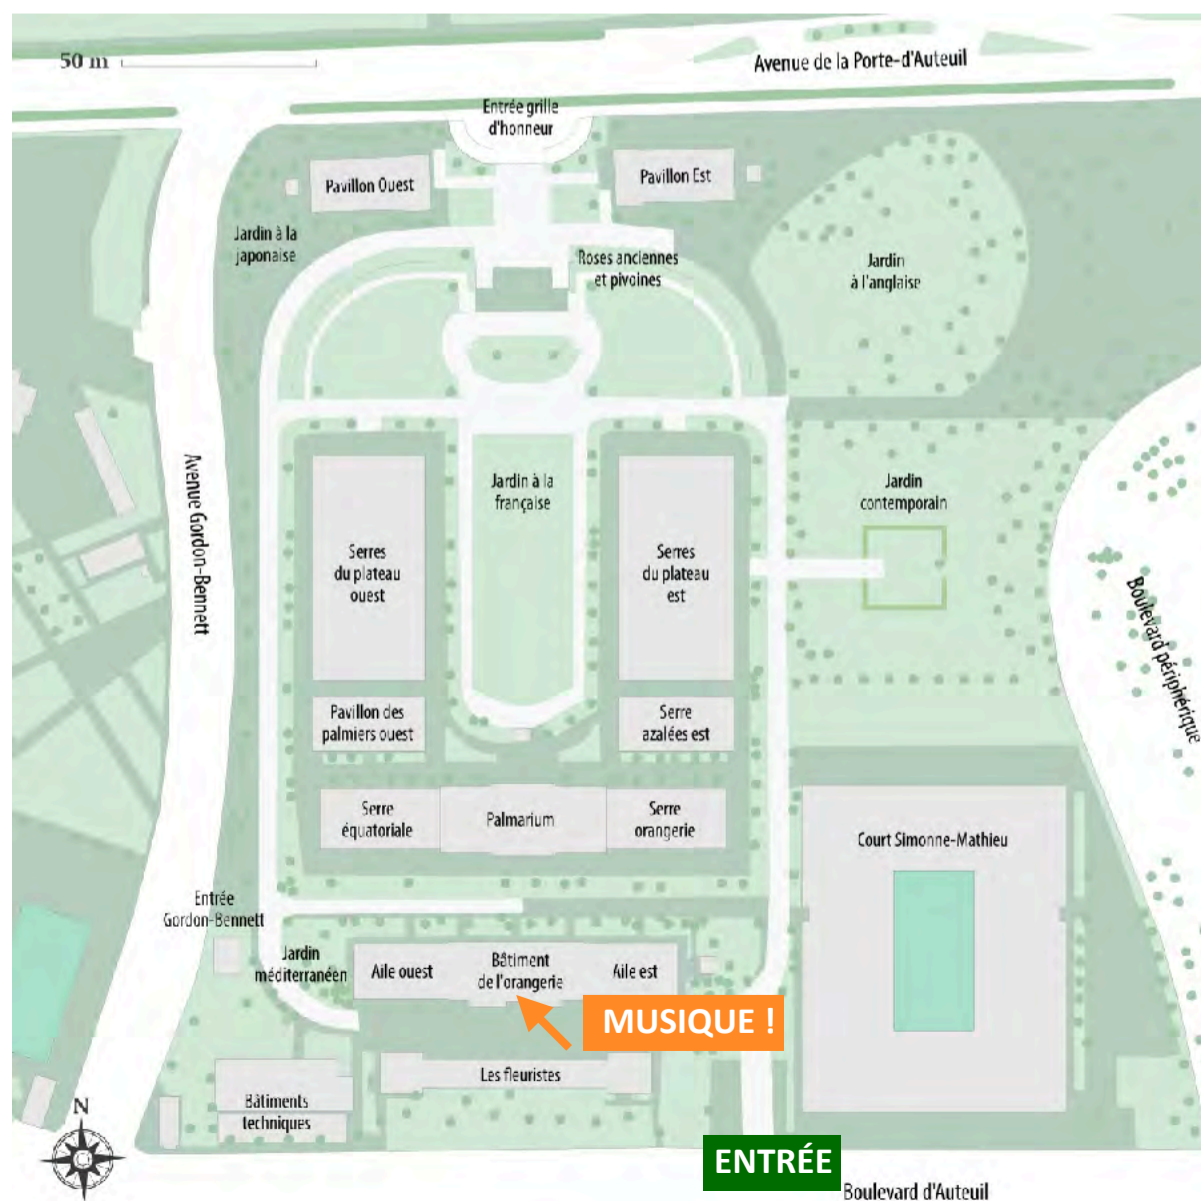 50 m
Avenue de la Porte-d'Auteuil
Entrée grille
d'honneur
Pavillon Ouest
Pavillon Est
Jardin à la
japonaise
Roses anciennes
et pivoines
Jardin
à l'anglaise
Avenue Gordon-Bennett
Jardin à la
française
Jardin
contemporain
Serres
du plateau
ouest
Serres
du plateau
est
Boulevard périphérique
Pavillon des
palmiers ouest
Serre
azalées est
Serre
équatoriale
Palmarium
Serre
orangerie
Court Simonne-Mathieu
Entrée
Gordon-Bennett
Jardin
méditerranéen
Aile ouest
Bâtiment
de l'orangerie
Aile est
MUSIQUE !
Les fleuristes
Bâtiments
techniques
N
ENTRÉE
Boulevard d'Auteuil